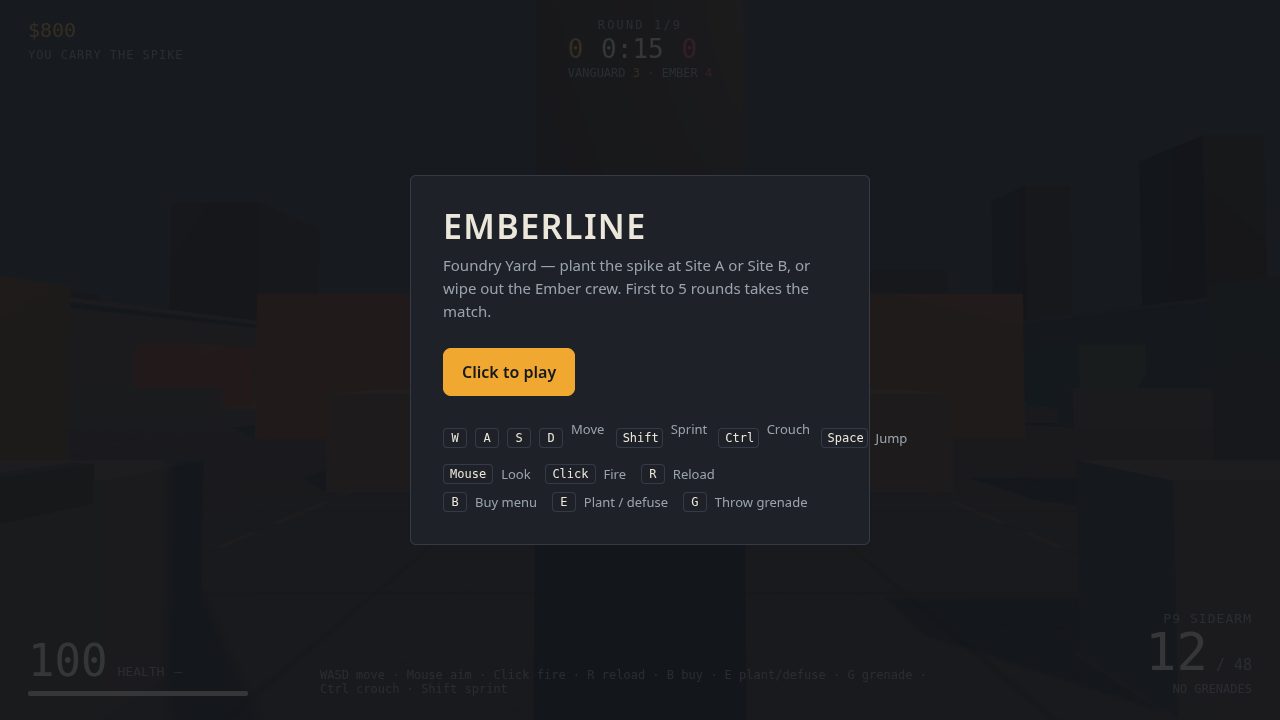 $800
YOU CARRY THE SPIKE
ROUND 1/9
0 0:15 0
VANGUARD 3 · EMBER 4
EMBERLINE
Foundry Yard — plant the spike at Site A or Site B, or
wipe out the Ember crew. First to 5 rounds takes the
match.
Click to play
W A S D Move Shift Sprint Ctrl Crouch Space Jump
Mouse Look Click Fire R Reload
B Buy menu E Plant / defuse G Throw grenade
100 HEALTH —
WASD move · Mouse aim · Click fire · R reload · B buy · E plant/defuse · G grenade ·
Ctrl crouch · Shift sprint
P9 SIDEARM
12 / 48
NO GRENADES